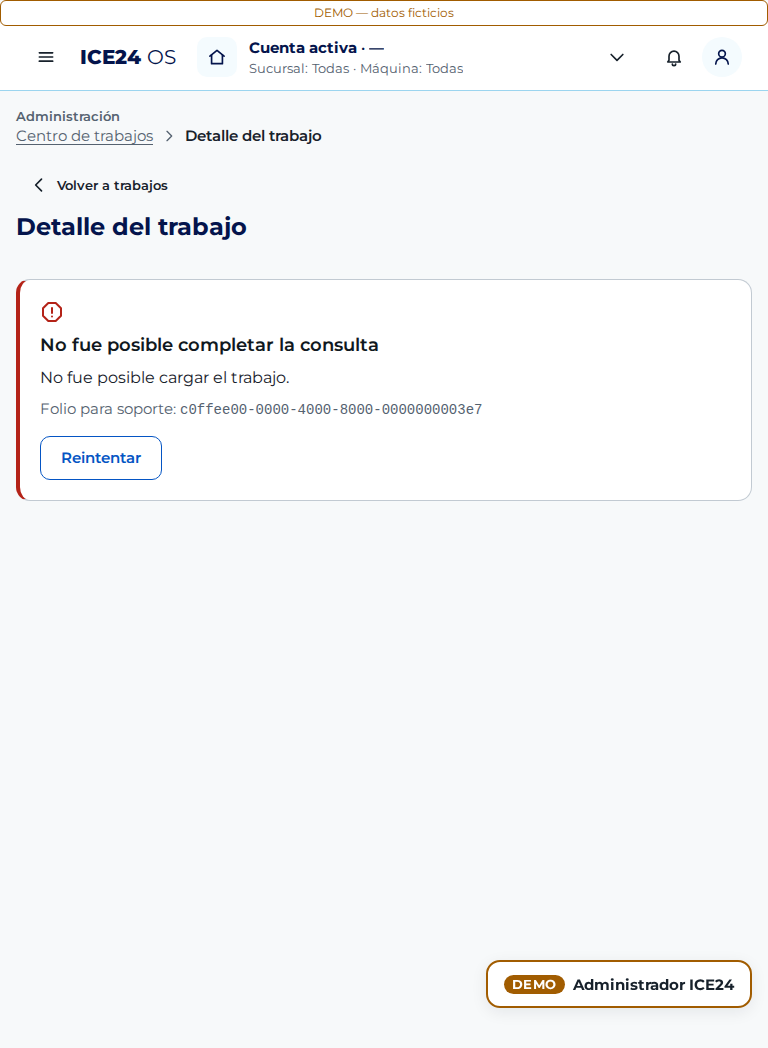 DEMO — datos ficticios
ICE24 OS
Cuenta activa · —
Sucursal: Todas · Máquina: Todas
Administración
Centro de trabajos > Detalle del trabajo
Volver a trabajos
Detalle del trabajo
No fue posible completar la consulta
No fue posible cargar el trabajo.
Folio para soporte: c0ffee00-0000-4000-8000-0000000003e7
Reintentar
DEMO Administrador ICE24